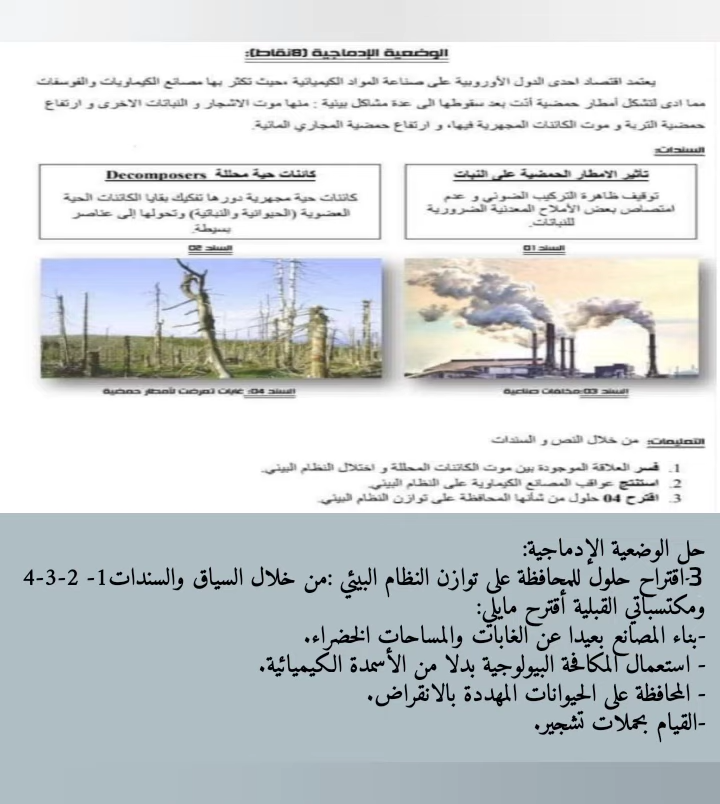 الوضعية الإدماجية (8نقاط):
يعتمد اقتصاد احدى الدول الأوروبية على صناعة المواد الكيميائية ،حيث تكثر بها مصانع الكيماويات والفوسفات
مما ادى لتشكل أمطار حمضية أدت بعد سقوطها الى عدة مشاكل بيئية : منها موت الاشجار و النباتات الاخرى و ارتفاع
حمضية التربة و موت الكائنات المجهرية فيها، و ارتفاع حمضية المجاري المائية.
السندات:
تأثير الامطار الحمضية على النبات
توقيف ظاهرة التركيب الضوئي و عدم
امتصاص بعض الأملاح المعدنية الضرورية
للنباتات.
السند 01
كائنات حية محللة Decomposers
كائنات حية مجهرية دورها تفكيك بقايا الكائنات الحية
العضوية (الحيوانية والنباتية) وتحولها إلى عناصر
بسيطة.
السند 02
السند 03:مخلفات صناعية
السند 04: غابات تعرضت لأمطار حمضية
التعليمات: من خلال النص و السندات
1. فسر العلاقة الموجودة بين موت الكائنات المحللة و اختلال النظام البيئي.
2. استنتج عواقب المصانع الكيماوية على النظام البيئي.
3. اقترح 04 حلول من شأنها المحافظة على توازن النظام البيئي.
حل الوضعية الإدماجية:
3-اقتراح حلول للمحافظة على توازن النظام البيئي :من خلال السياق والسندات1- 2-3-4
ومكتسباتي القبلية أقترح مايلي:
-بناء المصانع بعيدا عن الغابات والمساحات الخضراء.
- استعمال المكافحة البيولوجية بدلا من الأسمدة الكيميائية.
- المحافظة على الحيوانات المهددة بالانقراض.
-القيام بحملات تشجير.